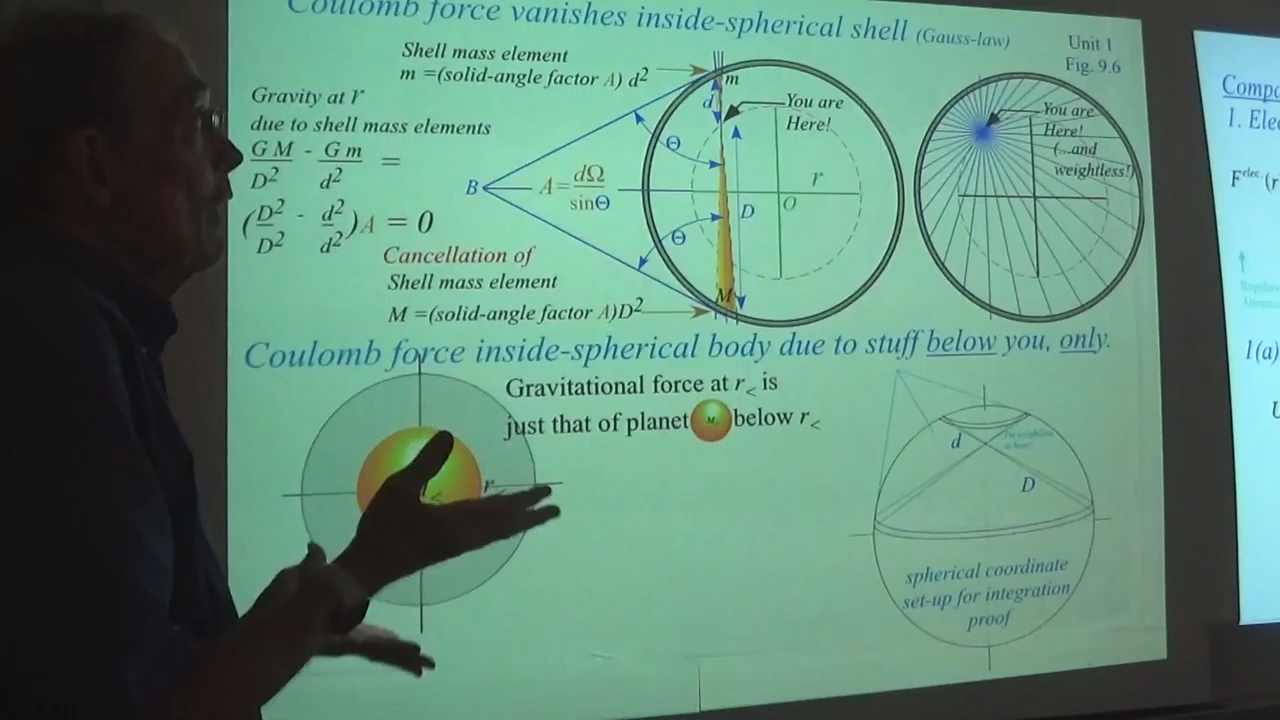 Coulomb force vanishes inside-spherical shell (Gauss-law)
Unit 1
Fig. 9.6
Shell mass element
m =(solid-angle factor A) d²
Gravity at r
due to shell mass elements
G M / D² - G m / d² =
(D²/D² - d²/d²)A = 0
B
A = dΩ / sinΘ
Θ
Θ
m
d
You are
Here!
r
O
D
M
Cancellation of
Shell mass element
M =(solid-angle factor A)D²
You are
Here!
(...and
weightless!)
Coulomb force inside-spherical body due to stuff below you, only.
Gravitational force at r< is
just that of planet M< below r<
r<
d
D
spherical coordinate
set-up for integration
proof
1. Elec
1(a)